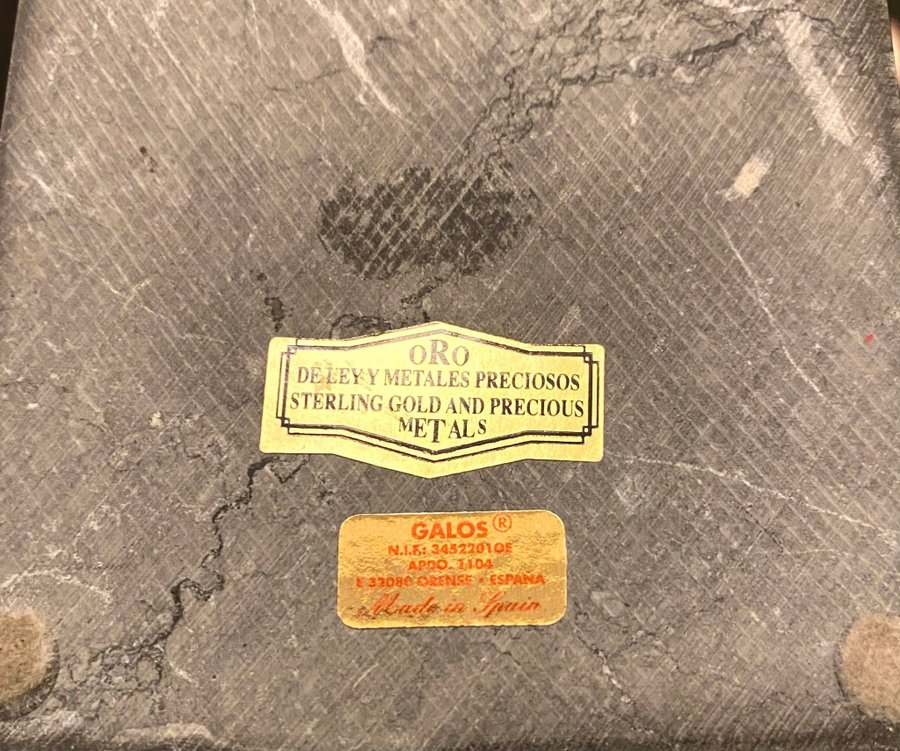 ORO
DE LEY Y METALES PRECIOSOS
STERLING GOLD AND PRECIOUS
METALS
GALOS®
N.I.F.: 34522010E
APDO. 1104
E 32080 ORENSE • ESPAÑA
Made in Spain